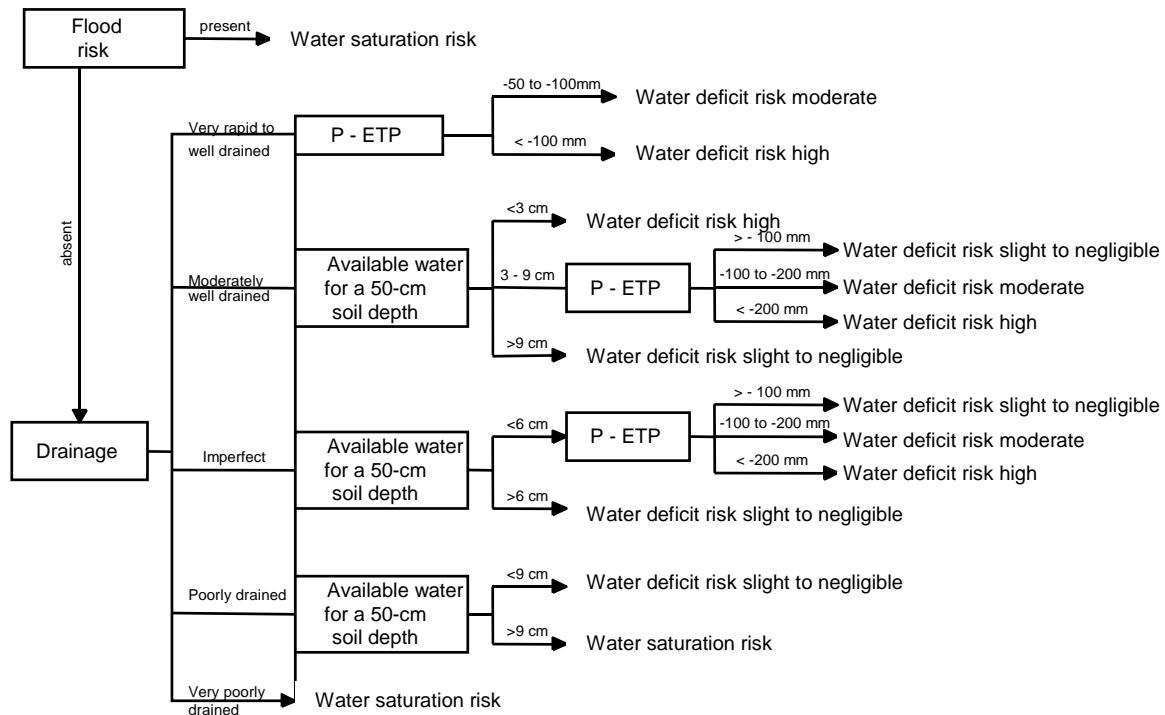 Flood
risk
present
Water saturation risk
absent
Drainage
Very rapid to
well drained
P - ETP
-50 to -100mm
Water deficit risk moderate
< -100 mm
Water deficit risk high
Moderately
well drained
Available water
for a 50-cm
soil depth
<3 cm
Water deficit risk high
3 - 9 cm
P - ETP
> - 100 mm
Water deficit risk slight to negligible
-100 to -200 mm
Water deficit risk moderate
< -200 mm
Water deficit risk high
>9 cm
Water deficit risk slight to negligible
Imperfect
Available water
for a 50-cm
soil depth
<6 cm
P - ETP
> - 100 mm
Water deficit risk slight to negligible
-100 to -200 mm
Water deficit risk moderate
< -200 mm
Water deficit risk high
>6 cm
Water deficit risk slight to negligible
Poorly drained
Available water
for a 50-cm
soil depth
<9 cm
Water deficit risk slight to negligible
>9 cm
Water saturation risk
Very poorly
drained
Water saturation risk